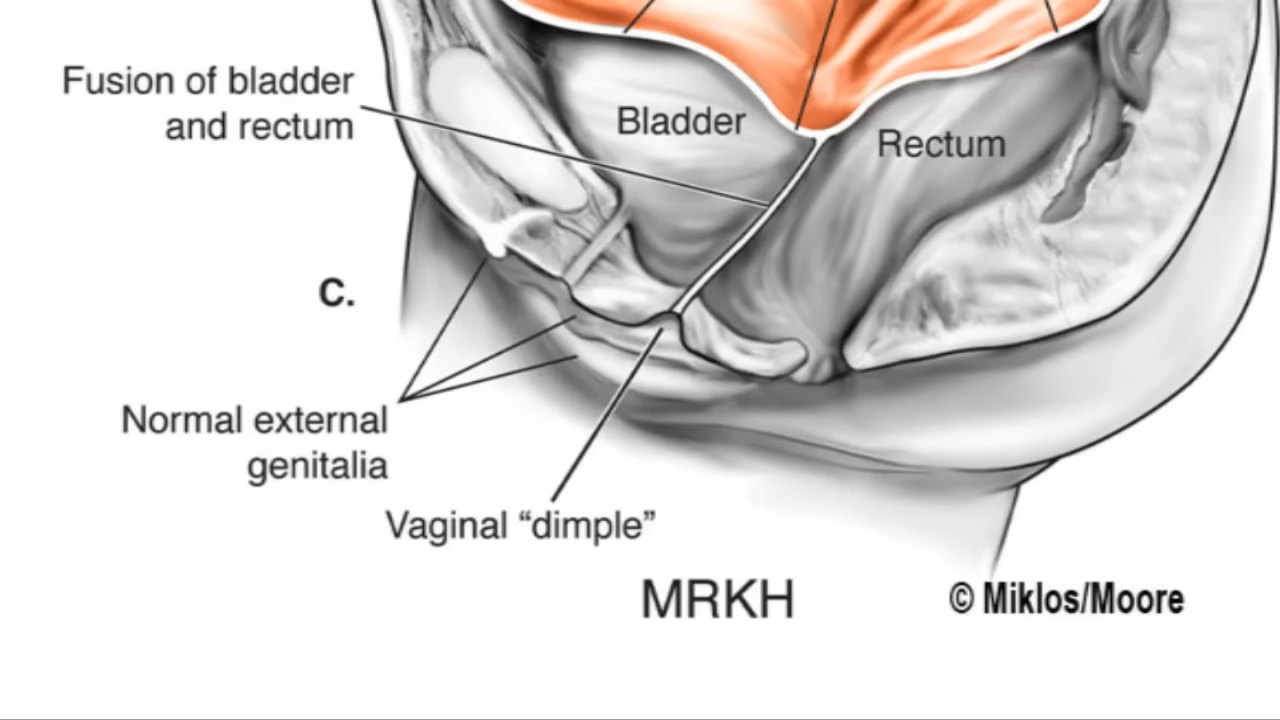 Fusion of bladder
and rectum
Bladder
Rectum
C.
Normal external
genitalia
Vaginal “dimple”
MRKH
© Miklos/Moore